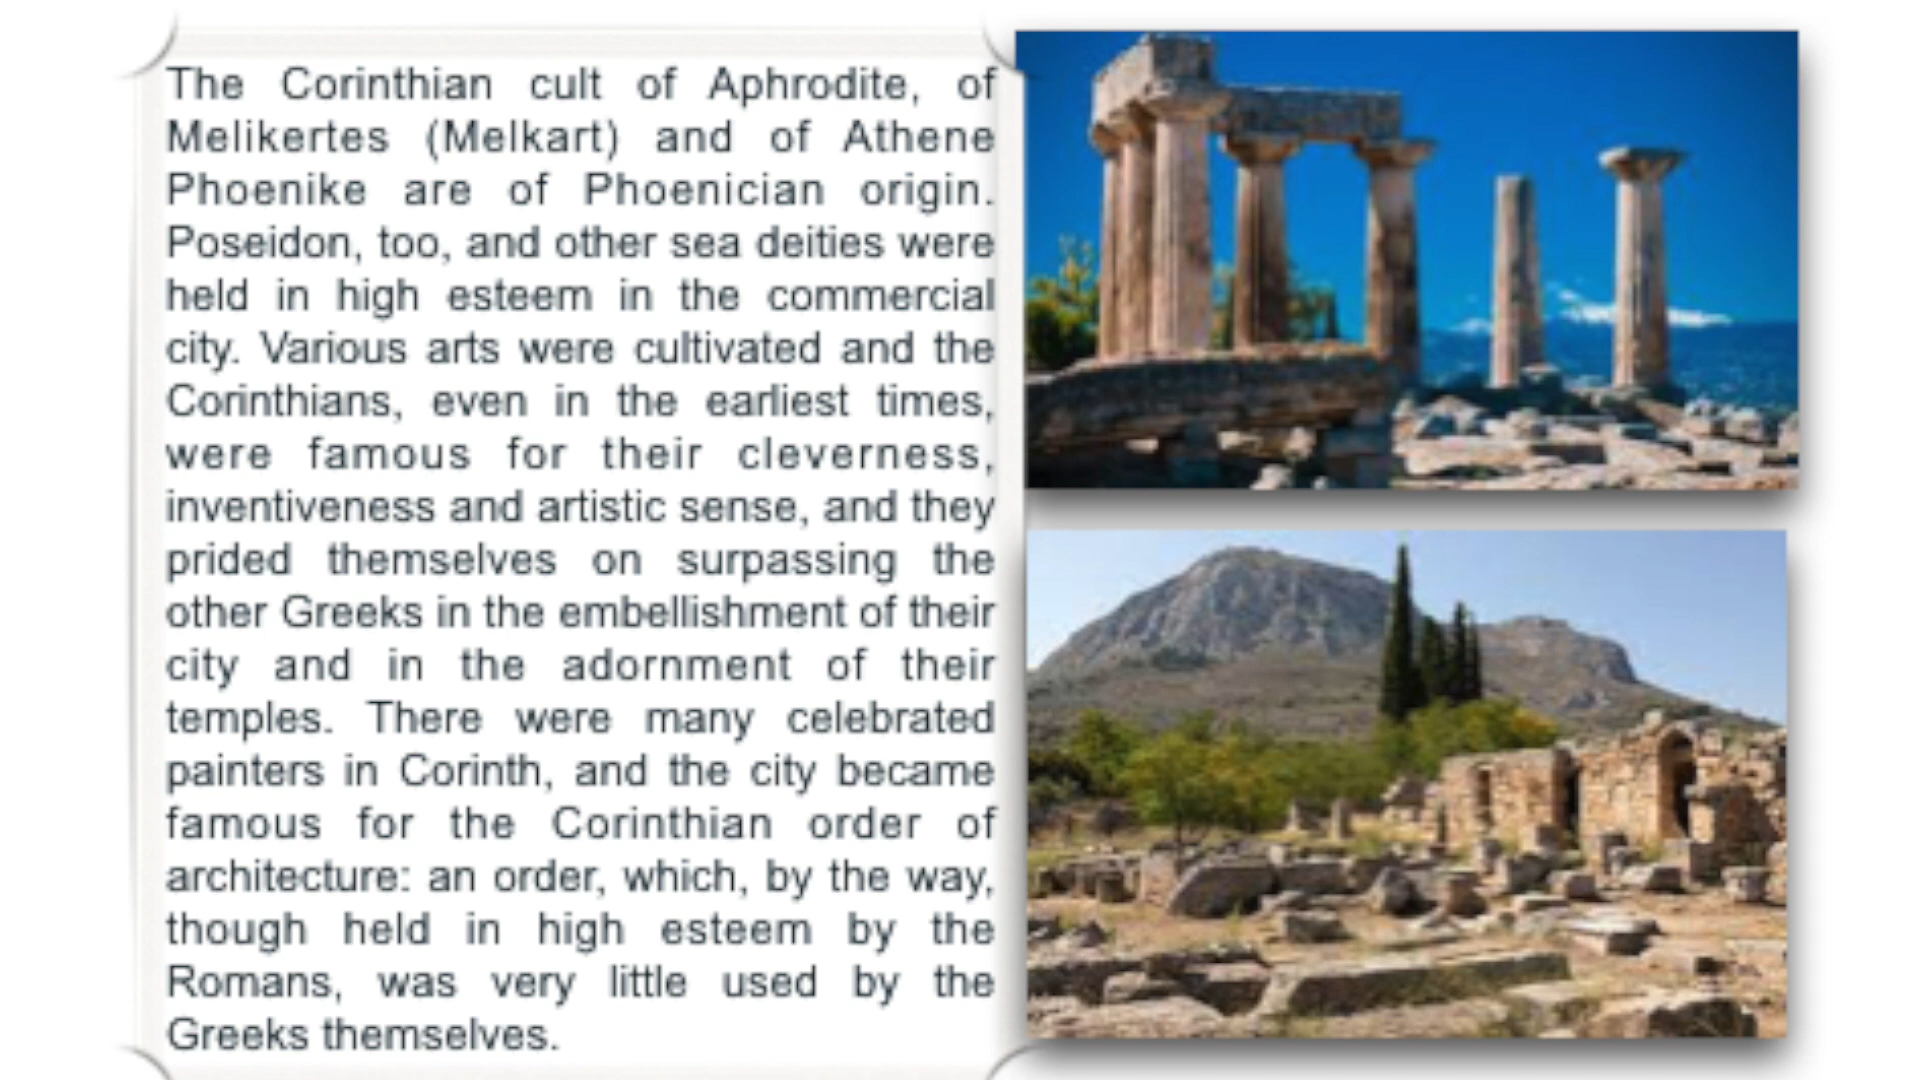 The Corinthian cult of Aphrodite, of
Melikertes (Melkart) and of Athene
Phoenike are of Phoenician origin.
Poseidon, too, and other sea deities were
held in high esteem in the commercial
city. Various arts were cultivated and the
Corinthians, even in the earliest times,
were famous for their cleverness,
inventiveness and artistic sense, and they
prided themselves on surpassing the
other Greeks in the embellishment of their
city and in the adornment of their
temples. There were many celebrated
painters in Corinth, and the city became
famous for the Corinthian order of
architecture: an order, which, by the way,
though held in high esteem by the
Romans, was very little used by the
Greeks themselves.